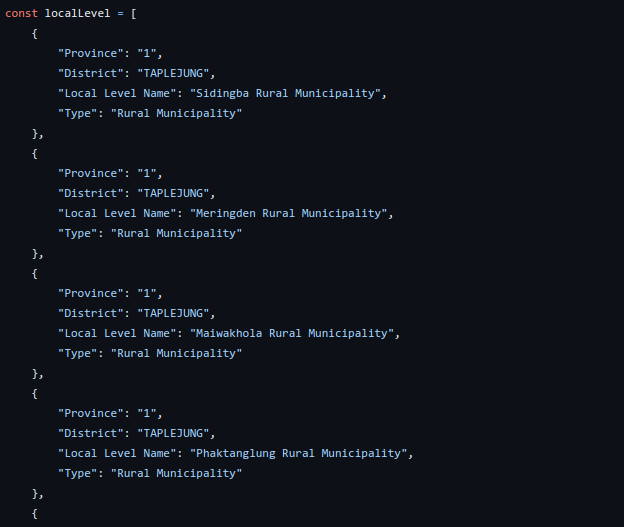 const localLevel = [
    {
        "Province": "1",
        "District": "TAPLEJUNG",
        "Local Level Name": "Sidingba Rural Municipality",
        "Type": "Rural Municipality"
    },
    {
        "Province": "1",
        "District": "TAPLEJUNG",
        "Local Level Name": "Meringden Rural Municipality",
        "Type": "Rural Municipality"
    },
    {
        "Province": "1",
        "District": "TAPLEJUNG",
        "Local Level Name": "Maiwakhola Rural Municipality",
        "Type": "Rural Municipality"
    },
    {
        "Province": "1",
        "District": "TAPLEJUNG",
        "Local Level Name": "Phaktanglung Rural Municipality",
        "Type": "Rural Municipality"
    },
    {